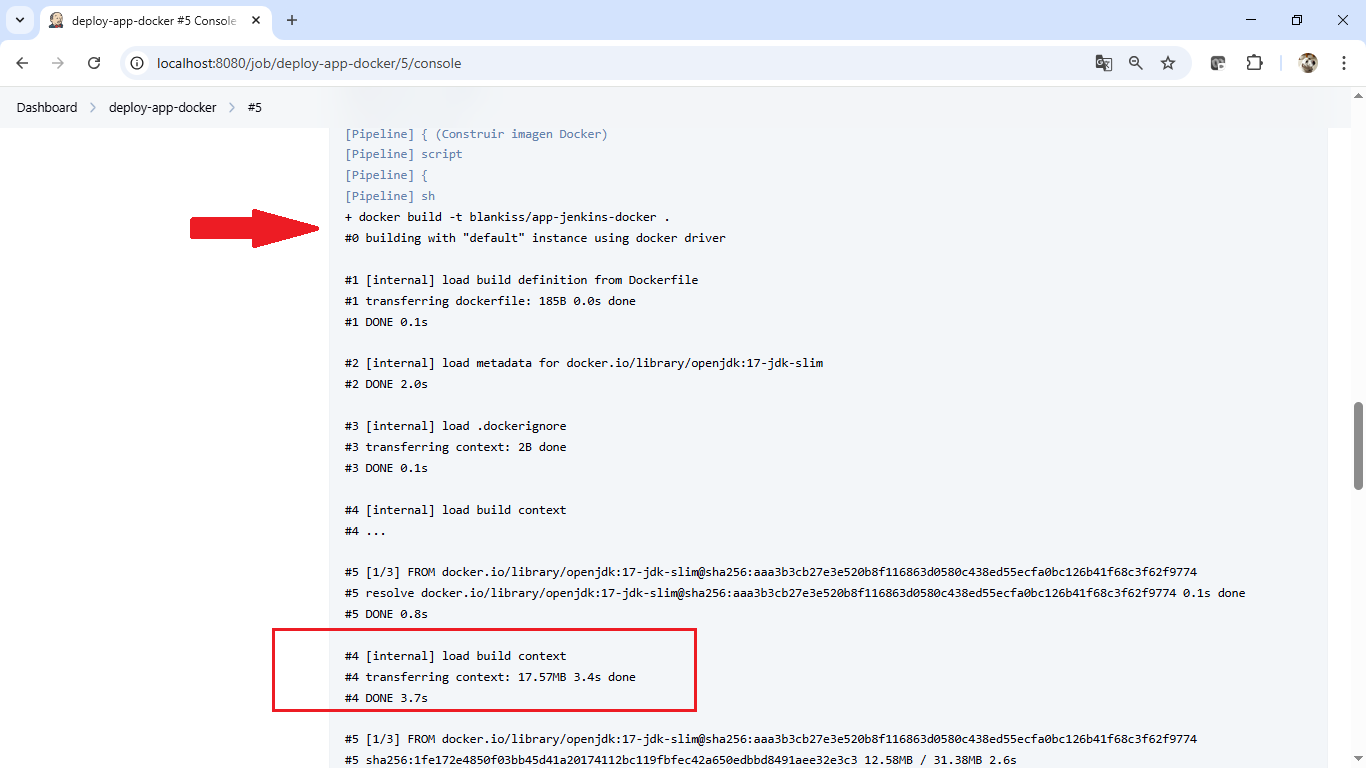 deploy-app-docker #5 Console
localhost:8080/job/deploy-app-docker/5/console
Dashboard > deploy-app-docker > #5
[Pipeline] { (Construir imagen Docker)
[Pipeline] script
[Pipeline] {
[Pipeline] sh
+ docker build -t blankiss/app-jenkins-docker .
#0 building with "default" instance using docker driver
#1 [internal] load build definition from Dockerfile
#1 transferring dockerfile: 185B 0.0s done
#1 DONE 0.1s
#2 [internal] load metadata for docker.io/library/openjdk:17-jdk-slim
#2 DONE 2.0s
#3 [internal] load .dockerignore
#3 transferring context: 2B done
#3 DONE 0.1s
#4 [internal] load build context
#4 ...
#5 [1/3] FROM docker.io/library/openjdk:17-jdk-slim@sha256:aaa3b3cb27e3e520b8f116863d0580c438ed55ecfa0bc126b41f68c3f62f9774
#5 resolve docker.io/library/openjdk:17-jdk-slim@sha256:aaa3b3cb27e3e520b8f116863d0580c438ed55ecfa0bc126b41f68c3f62f9774 0.1s done
#5 DONE 0.8s
#4 [internal] load build context
#4 transferring context: 17.57MB 3.4s done
#4 DONE 3.7s
#5 [1/3] FROM docker.io/library/openjdk:17-jdk-slim@sha256:aaa3b3cb27e3e520b8f116863d0580c438ed55ecfa0bc126b41f68c3f62f9774
#5 sha256:1fe172e4850f03bb45d41a20174112bc119fbfec42a650edbbd8491aee32e3c3 12.58MB / 31.38MB 2.6s